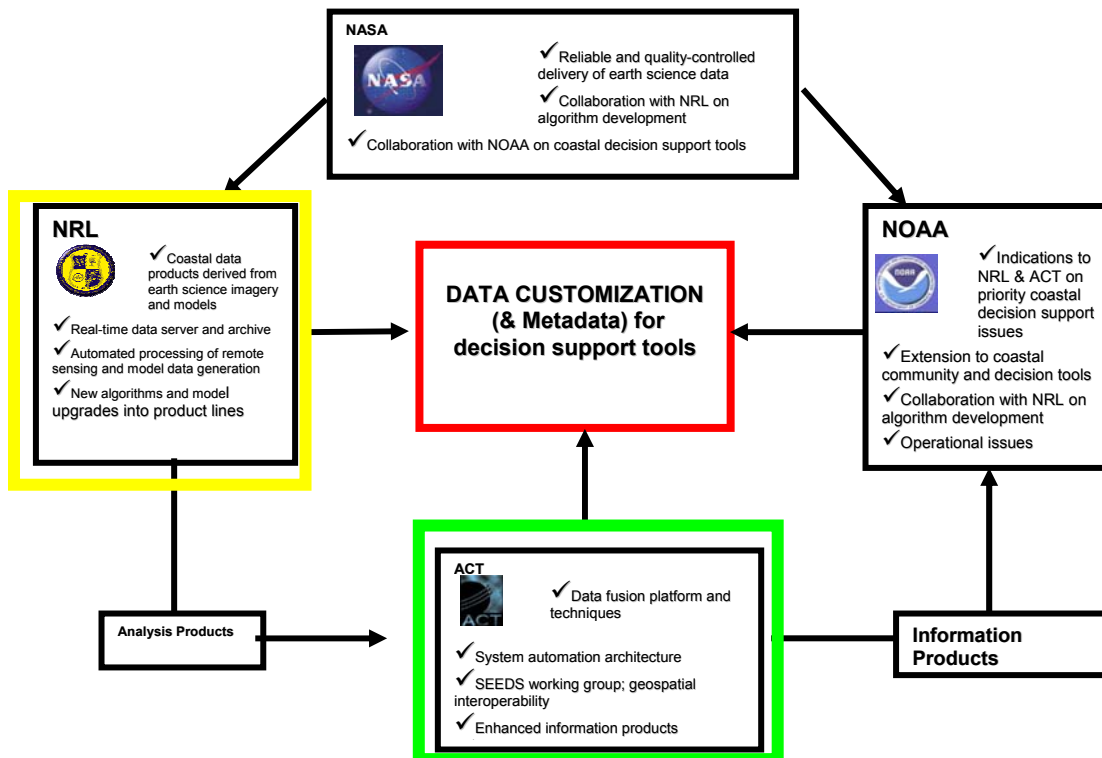 NASA
NASA
✓Reliable and quality-controlled
delivery of earth science data
✓Collaboration with NRL on
algorithm development
✓Collaboration with NOAA on coastal decision support tools
NRL
✓Coastal data
products derived from
earth science imagery
and models
✓Real-time data server and archive
✓Automated processing of remote
sensing and model data generation
✓New algorithms and model
upgrades into product lines
DATA CUSTOMIZATION
(& Metadata) for
decision support tools
NOAA
NOAA
✓Indications to
NRL & ACT on
priority coastal
decision support
issues
✓Extension to coastal
community and decision tools
✓Collaboration with NRL on
algorithm development
✓Operational issues
Analysis Products
ACT
ACT
✓Data fusion platform and
techniques
✓System automation architecture
✓SEEDS working group; geospatial
interoperability
✓Enhanced information products
Information
Products